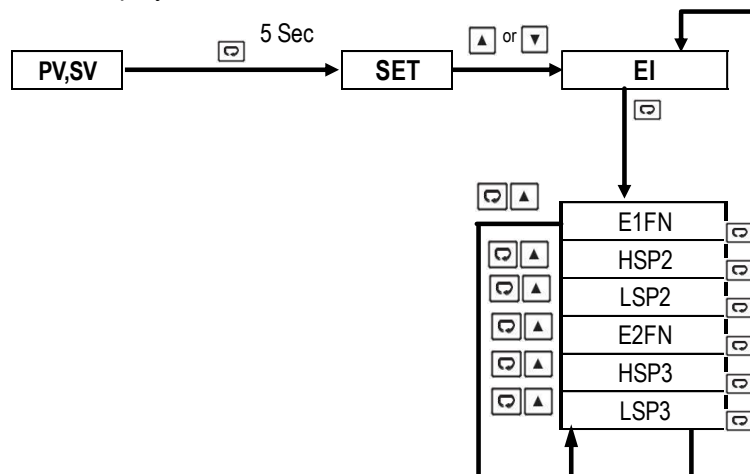 5 Sec
or
PV,SV
SET
EI
E1FN
HSP2
LSP2
E2FN
HSP3
LSP3